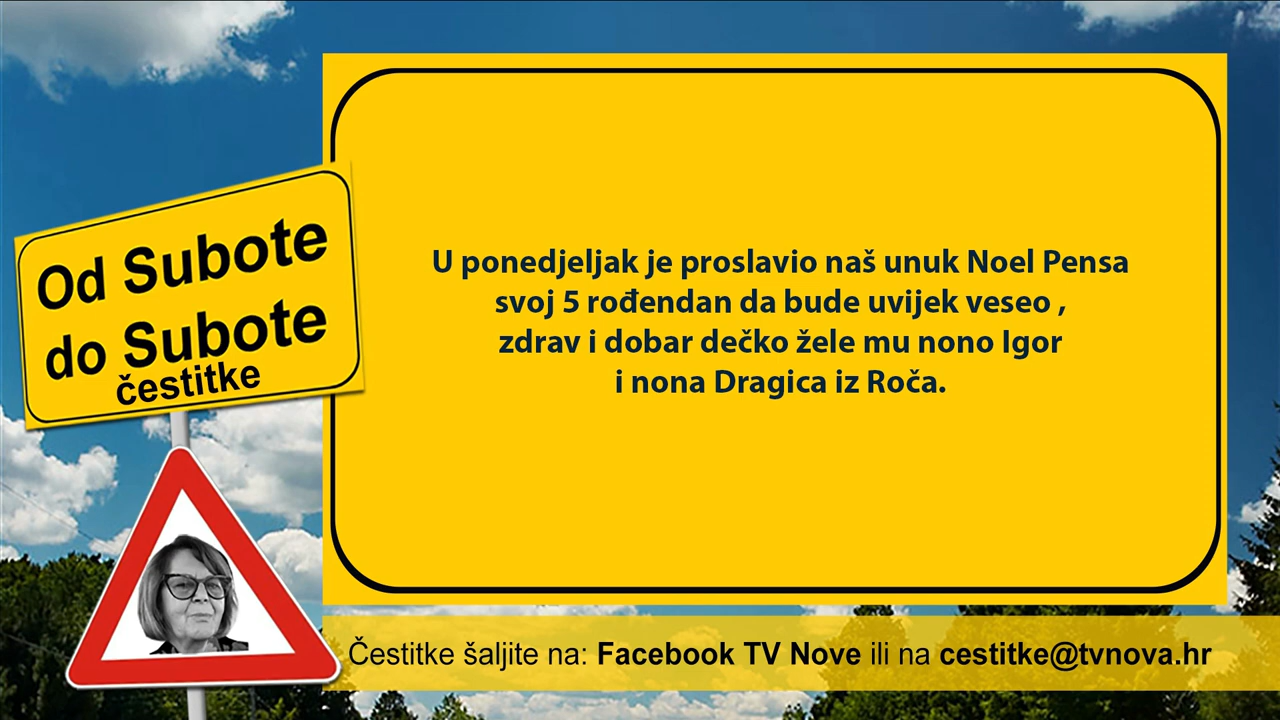 Od Subote
do Subote
čestitke
U ponedjeljak je proslavio naš unuk Noel Pensa
svoj 5 rođendan da bude uvijek veseo ,
zdrav i dobar dečko žele mu nono Igor
i nona Dragica iz Roča.
Čestitke šaljite na: Facebook TV Nove ili na cestitke@tvnova.hr